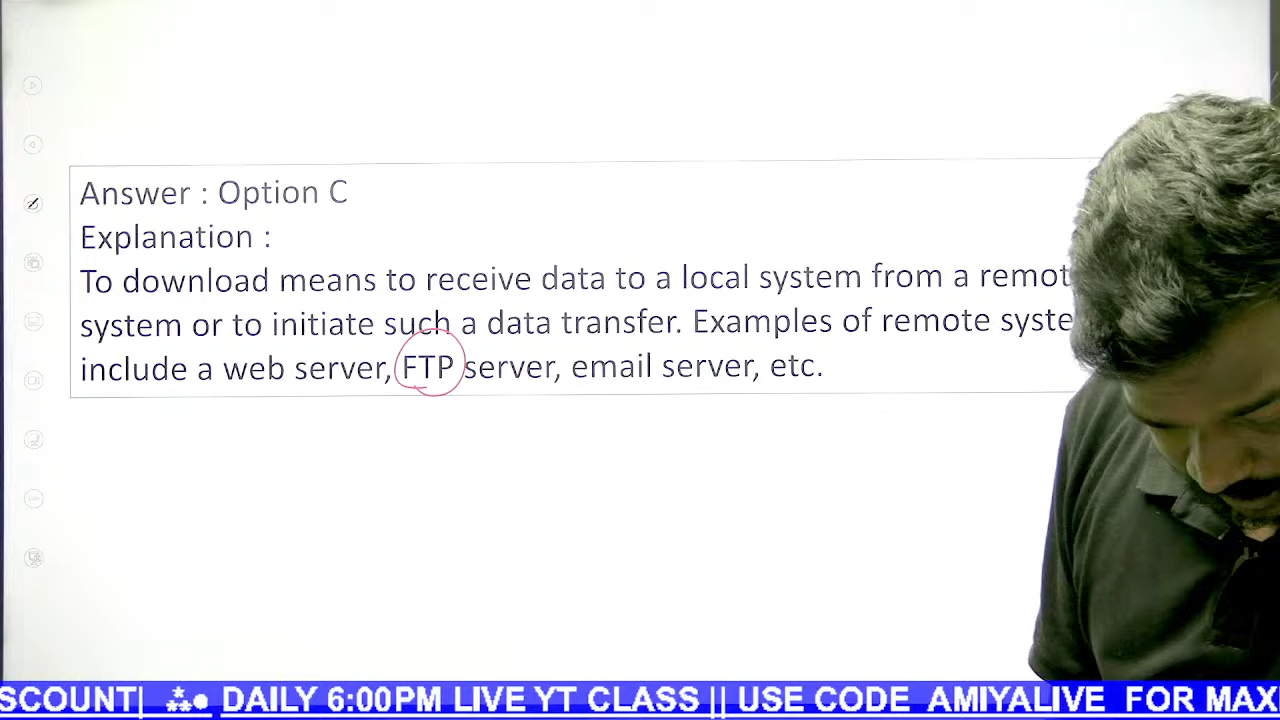 Answer : Option C
Explanation :
To download means to receive data to a local system from a remot
system or to initiate such a data transfer. Examples of remote syste
include a web server, FTP server, email server, etc.
SCOUNT| DAILY 6:00PM LIVE YT CLASS || USE CODE AMIYALIVE FOR MAX